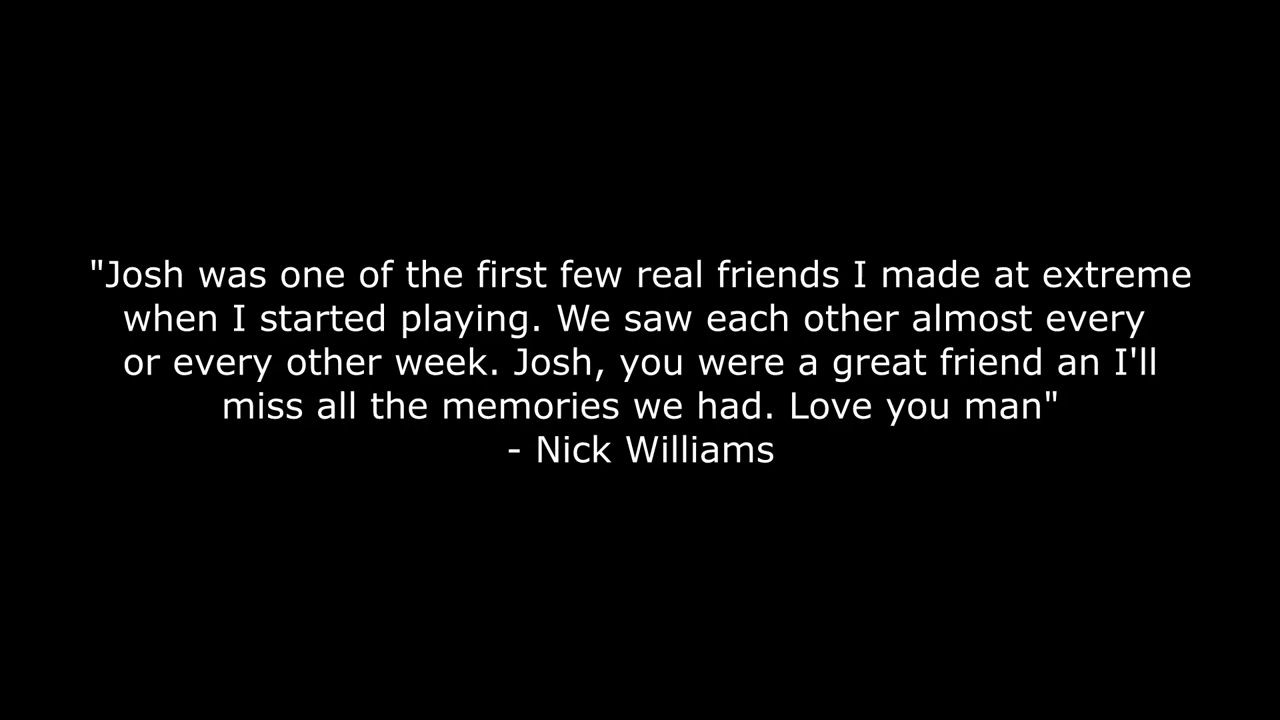 "Josh was one of the first few real friends I made at extreme
when I started playing. We saw each other almost every
or every other week. Josh, you were a great friend an I'll
miss all the memories we had. Love you man"
- Nick Williams